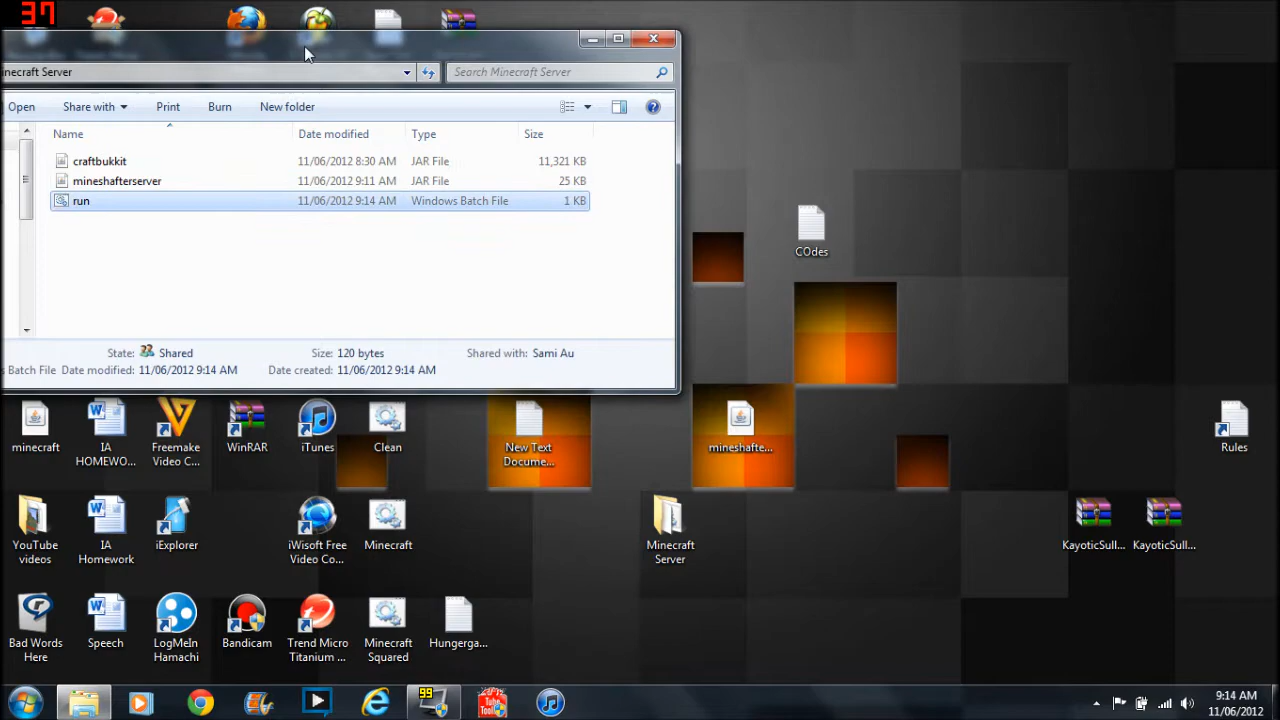 37
inecraft Server
Search Minecraft Server
Open
Share with
Print
Burn
New folder
Name
Date modified
Type
Size
craftbukkit
11/06/2012 8:30 AM
JAR File
11,321 KB
mineshafterserver
11/06/2012 9:11 AM
JAR File
25 KB
run
11/06/2012 9:14 AM
Windows Batch File
1 KB
State:
Shared
Size: 120 bytes
Shared with: Sami Au
s Batch File
Date modified: 11/06/2012 9:14 AM
Date created: 11/06/2012 9:14 AM
COdes
minecraft
IA
HOMEWO...
Freemake
Video C...
WinRAR
iTunes
Clean
New Text
Docume...
mineshafte...
Rules
YouTube
videos
IA
Homework
iExplorer
iWisoft Free
Video Co...
Minecraft
Minecraft
Server
KayoticSull...
KayoticSull...
Bad Words
Here
Speech
LogMeIn
Hamachi
Bandicam
Trend Micro
Titanium ...
Minecraft
Squared
Hungerga...
99
You Tube
9:14 AM
11/06/2012